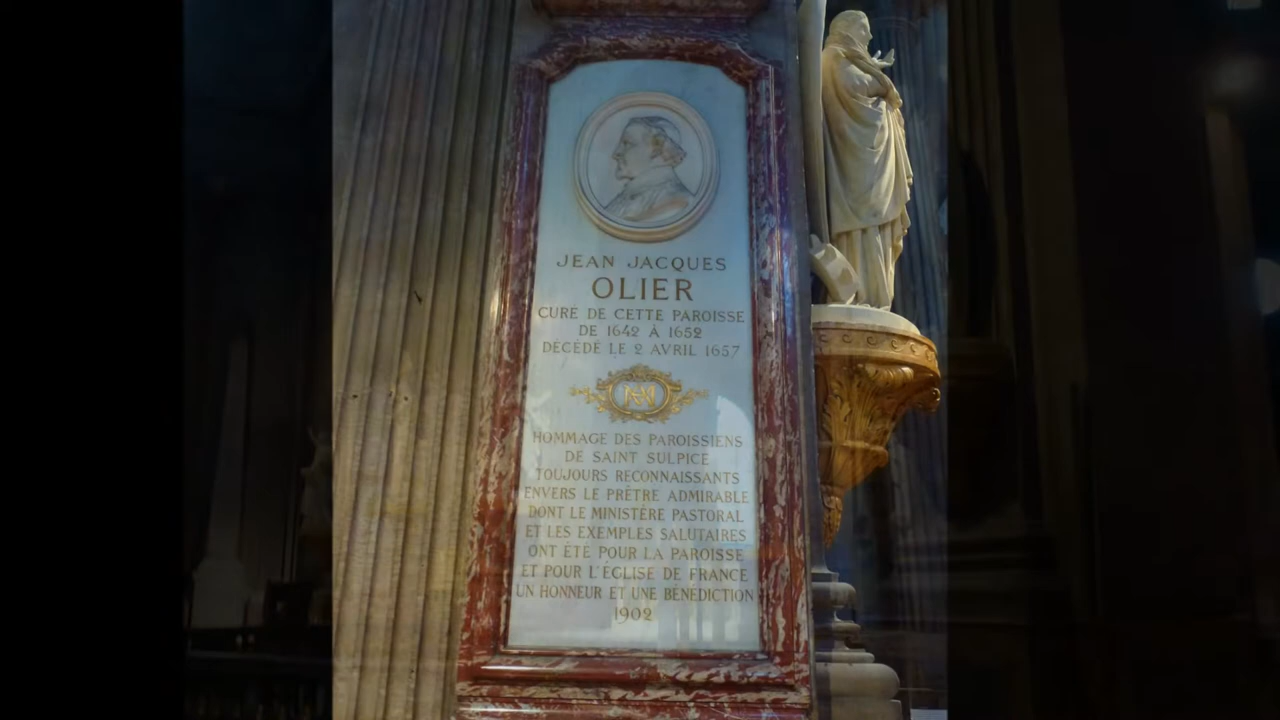 JEAN JACQUES
OLIER
CURÉ DE CETTE PAROISSE
DE 1642 À 1652
DÉCÉDÉ LE 2 AVRIL 1657
HOMMAGE DES PAROISSIENS
DE SAINT SULPICE
TOUJOURS RECONNAISSANTS
ENVERS LE PRÊTRE ADMIRABLE
DONT LE MINISTÈRE PASTORAL
ET LES EXEMPLES SALUTAIRES
ONT ÉTÉ POUR LA PAROISSE
ET POUR L'ÉGLISE DE FRANCE
UN HONNEUR ET UNE BÉNÉDICTION
1902